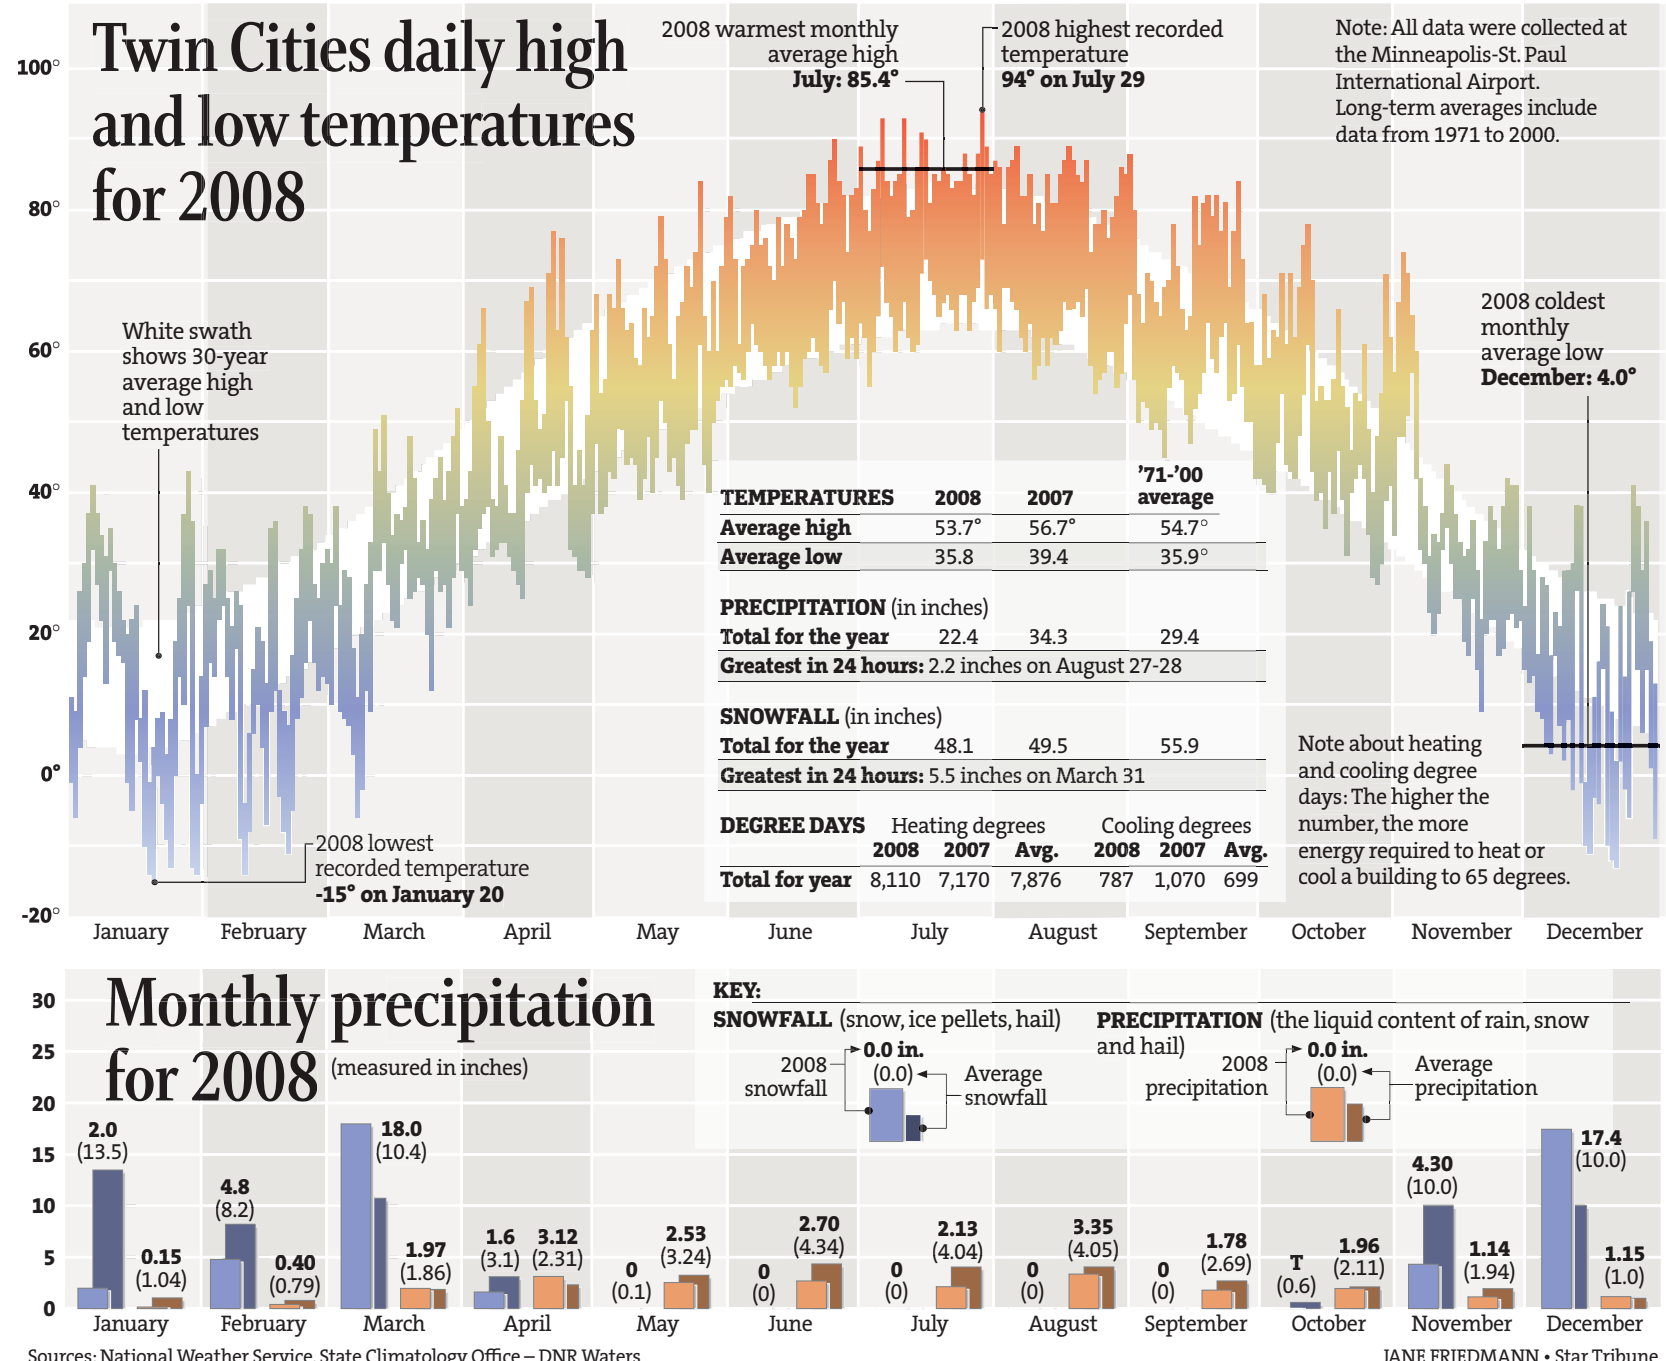 Twin Cities daily high
and low temperatures
for 2008
2008 warmest monthly
average high
July: 85.4°
2008 highest recorded
temperature
94° on July 29
Note: All data were collected at
the Minneapolis-St. Paul
International Airport.
Long-term averages include
data from 1971 to 2000.
100°
80°
60°
40°
20°
0°
-20°
White swath
shows 30-year
average high
and low
temperatures
2008 coldest
monthly
average low
December: 4.0°
TEMPERATURES 2008 2007 ’71-’00 average
Average high 53.7° 56.7° 54.7°
Average low 35.8 39.4 35.9°
PRECIPITATION (in inches)
Total for the year 22.4 34.3 29.4
Greatest in 24 hours: 2.2 inches on August 27-28
SNOWFALL (in inches)
Total for the year 48.1 49.5 55.9
Greatest in 24 hours: 5.5 inches on March 31
DEGREE DAYS Heating degrees Cooling degrees
2008 2007 Avg. 2008 2007 Avg.
Total for year 8,110 7,170 7,876 787 1,070 699
Note about heating
and cooling degree
days: The higher the
number, the more
energy required to heat or
cool a building to 65 degrees.
2008 lowest
recorded temperature
-15° on January 20
January February March April May June July August September October November December
Monthly precipitation
for 2008 (measured in inches)
KEY:
SNOWFALL (snow, ice pellets, hail)
2008
snowfall
0.0 in.
(0.0)
Average
snowfall
PRECIPITATION (the liquid content of rain, snow
and hail)
2008
precipitation
0.0 in.
(0.0)
Average
precipitation
30
25
20
15
10
5
0
2.0
(13.5)
0.15
(1.04)
4.8
(8.2)
0.40
(0.79)
18.0
(10.4)
1.97
(1.86)
1.6
(3.1)
3.12
(2.31)
0
(0.1)
2.53
(3.24)
0
(0)
2.70
(4.34)
0
(0)
2.13
(4.04)
0
(0)
3.35
(4.05)
0
(0)
1.78
(2.69)
T
(0.6)
1.96
(2.11)
4.30
(10.0)
1.14
(1.94)
17.4
(10.0)
1.15
(1.0)
January February March April May June July August September October November December
Sources: National Weather Service, State Climatology Office – DNR Waters
JANE FRIEDMANN • Star Tribune